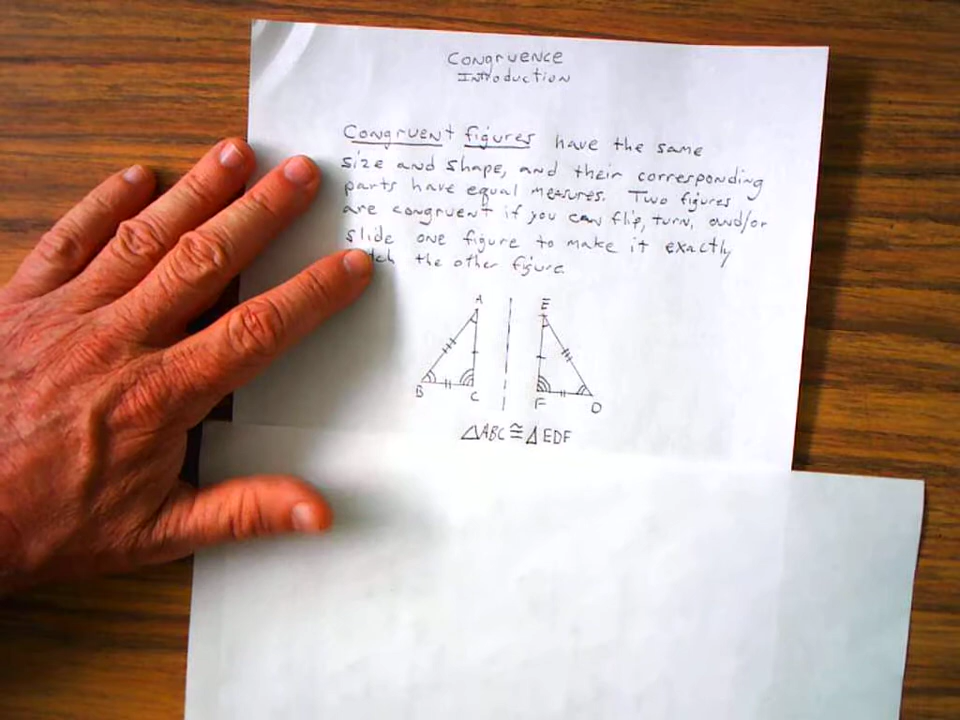 Congruence
Introduction
Congruent figures have the same
size and shape, and their corresponding
parts have equal measures. Two figures
are congruent if you can flip, turn, and/or
slide one figure to make it exactly
tch the other figure.
A E
B C F D
△ABC ≅ △EDF